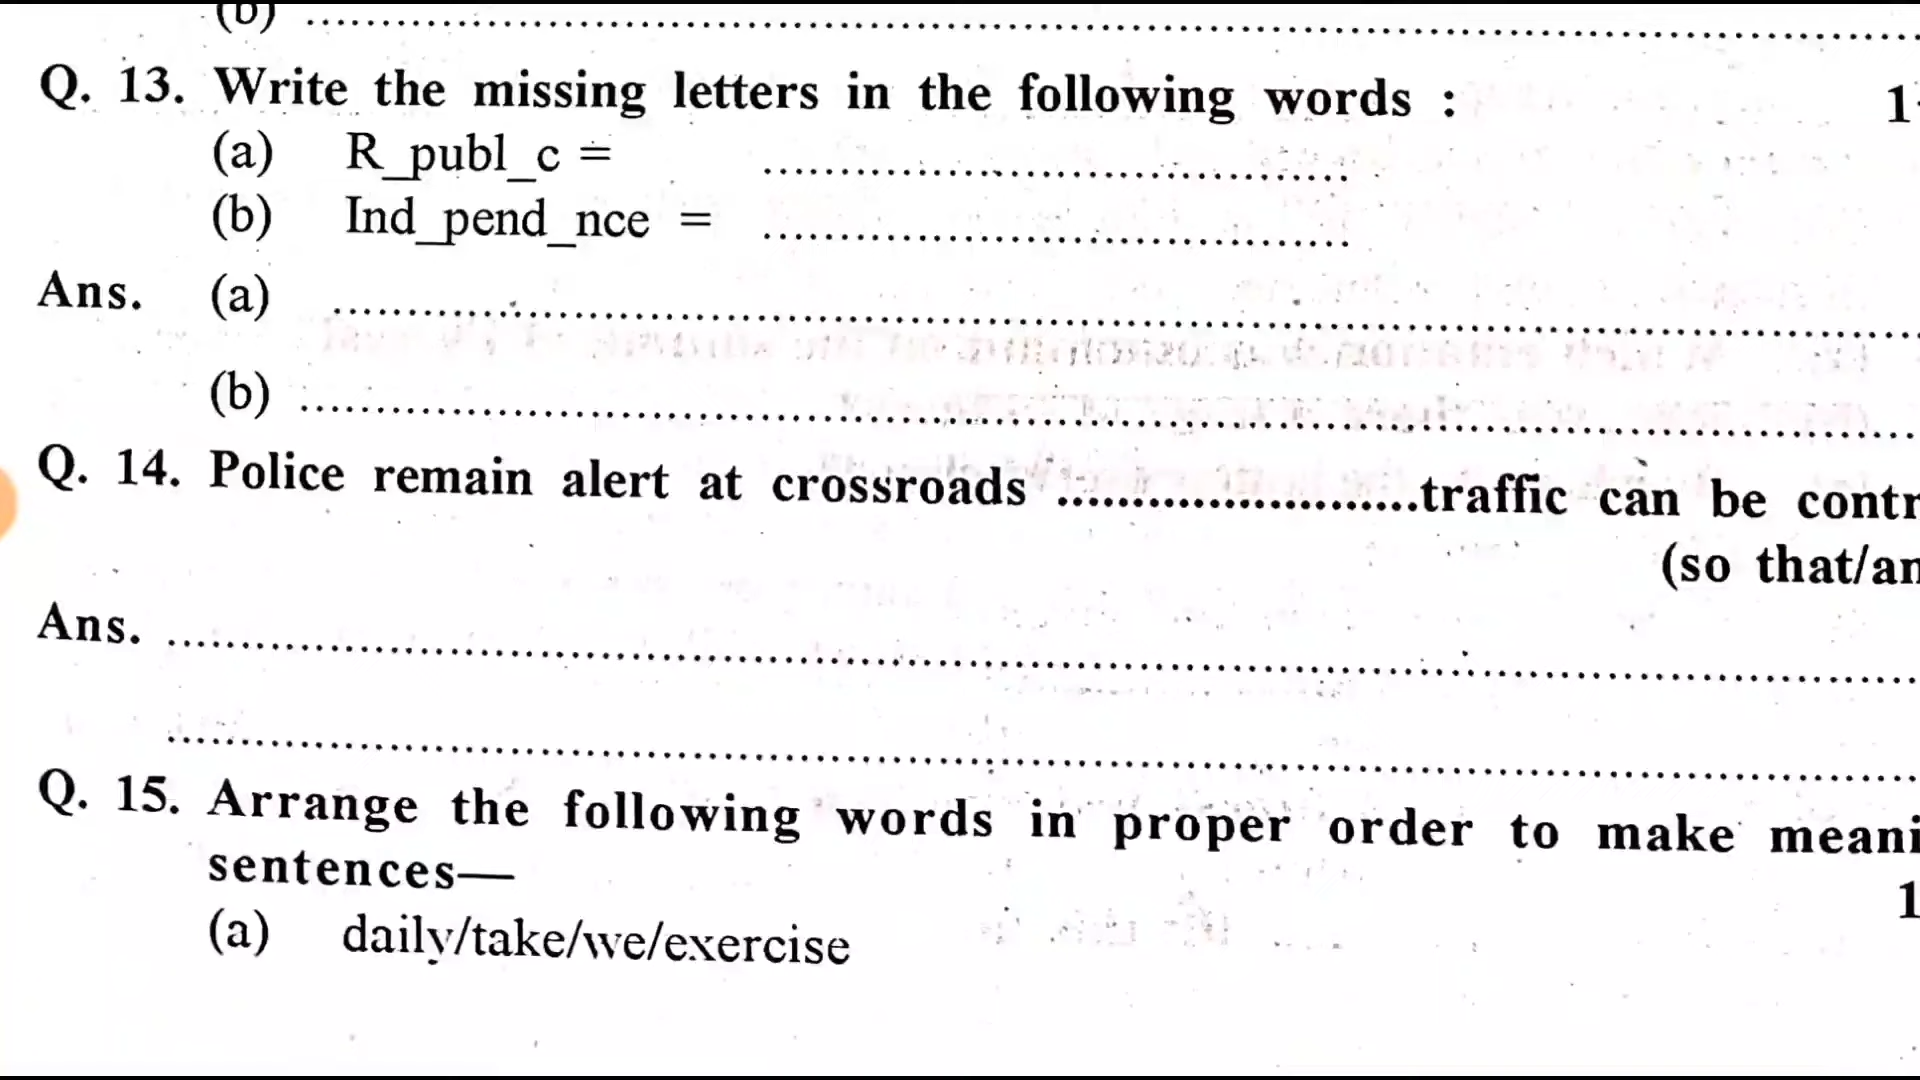 (b) ........................................
Q. 13. Write the missing letters in the following words : 1
(a) R_publ_c = ........................................
(b) Ind_pend_nce = ........................................
Ans. (a) ........................................
(b) ........................................
Q. 14. Police remain alert at crossroads ........................traffic can be contr
(so that/an
Ans. ........................................
........................................
Q. 15. Arrange the following words in proper order to make meani
sentences—
1
(a) daily/take/we/exercise